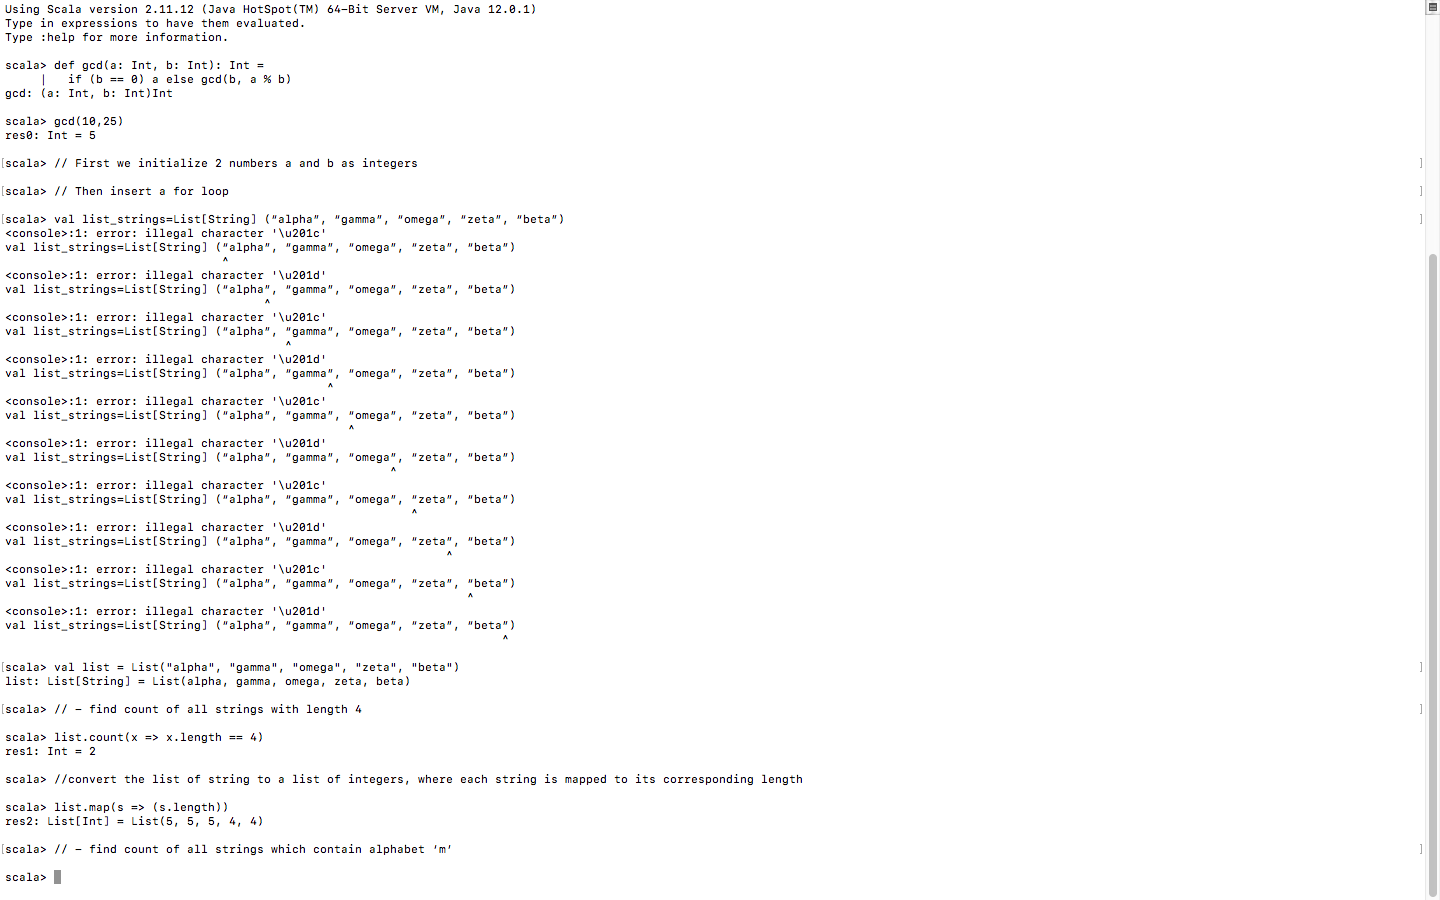 Using Scala version 2.11.12 (Java HotSpot(TM) 64-Bit Server VM, Java 12.0.1)
Type in expressions to have them evaluated.
Type :help for more information.
scala> def gcd(a: Int, b: Int): Int =
     |   if (b == 0) a else gcd(b, a % b)
gcd: (a: Int, b: Int)Int
scala> gcd(10,25)
res0: Int = 5
[scala> // First we initialize 2 numbers a and b as integers ]
[scala> // Then insert a for loop ]
[scala> val list_strings=List[String] (“alpha”, “gamma”, “omega”, “zeta”, “beta”) ]
<console>:1: error: illegal character '\u201c'
val list_strings=List[String] (“alpha”, “gamma”, “omega”, “zeta”, “beta”)
                               ^
<console>:1: error: illegal character '\u201d'
val list_strings=List[String] (“alpha”, “gamma”, “omega”, “zeta”, “beta”)
                                     ^
<console>:1: error: illegal character '\u201c'
val list_strings=List[String] (“alpha”, “gamma”, “omega”, “zeta”, “beta”)
                                        ^
<console>:1: error: illegal character '\u201d'
val list_strings=List[String] (“alpha”, “gamma”, “omega”, “zeta”, “beta”)
                                              ^
<console>:1: error: illegal character '\u201c'
val list_strings=List[String] (“alpha”, “gamma”, “omega”, “zeta”, “beta”)
                                                 ^
<console>:1: error: illegal character '\u201d'
val list_strings=List[String] (“alpha”, “gamma”, “omega”, “zeta”, “beta”)
                                                       ^
<console>:1: error: illegal character '\u201c'
val list_strings=List[String] (“alpha”, “gamma”, “omega”, “zeta”, “beta”)
                                                          ^
<console>:1: error: illegal character '\u201d'
val list_strings=List[String] (“alpha”, “gamma”, “omega”, “zeta”, “beta”)
                                                               ^
<console>:1: error: illegal character '\u201c'
val list_strings=List[String] (“alpha”, “gamma”, “omega”, “zeta”, “beta”)
                                                                  ^
<console>:1: error: illegal character '\u201d'
val list_strings=List[String] (“alpha”, “gamma”, “omega”, “zeta”, “beta”)
                                                                       ^
[scala> val list = List("alpha", "gamma", "omega", "zeta", "beta") ]
list: List[String] = List(alpha, gamma, omega, zeta, beta)
[scala> // – find count of all strings with length 4 ]
scala> list.count(x => x.length == 4)
res1: Int = 2
scala> //convert the list of string to a list of integers, where each string is mapped to its corresponding length
scala> list.map(s => (s.length))
res2: List[Int] = List(5, 5, 5, 4, 4)
[scala> // – find count of all strings which contain alphabet ‘m’ ]
scala>